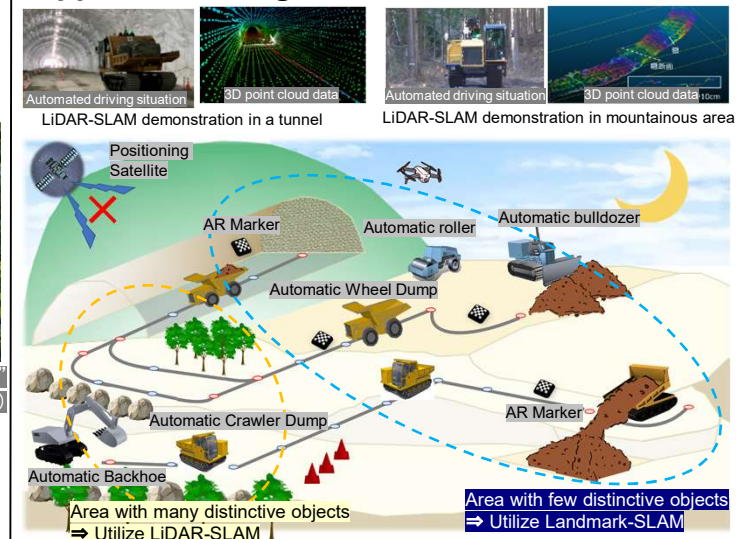 Automated driving situation
3D point cloud data
Automated driving situation
3D point cloud data
10cm
LiDAR-SLAM demonstration in a tunnel
LiDAR-SLAM demonstration in mountainous area
Positioning
Satellite
AR Marker
Automatic roller
Automatic bulldozer
Automatic Wheel Dump
AR Marker
Automatic Crawler Dump
Automatic Backhoe
Area with many distinctive objects
⇒ Utilize LiDAR-SLAM
Area with few distinctive objects
⇒ Utilize Landmark-SLAM